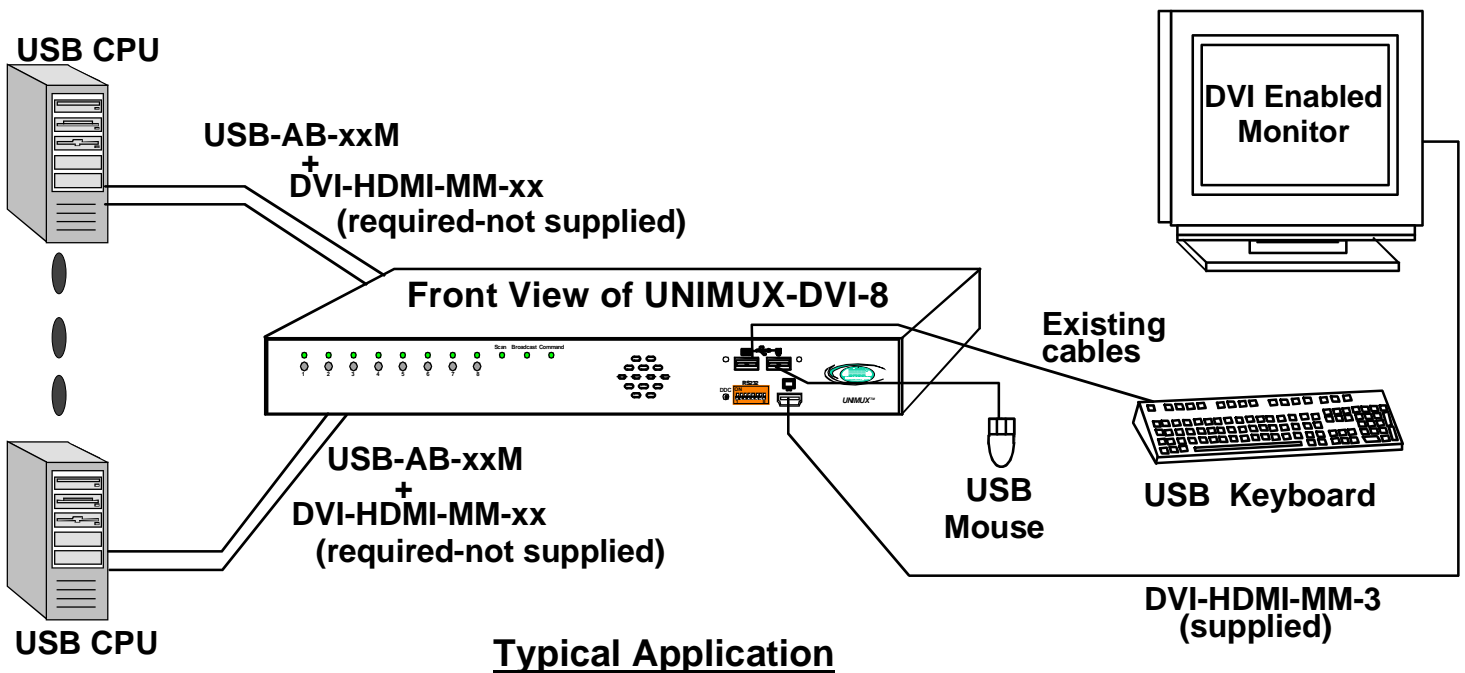 USB CPU
USB-AB-xxM
+
DVI-HDMI-MM-xx
(required-not supplied)
DVI Enabled
Monitor
Front View of UNIMUX-DVI-8
Scan Broadcast Command
1 2 3 4 5 6 7 8
RS232
DDC
ON
UNIMUX™
Existing
cables
USB
Mouse
USB Keyboard
USB-AB-xxM
+
DVI-HDMI-MM-xx
(required-not supplied)
USB CPU
DVI-HDMI-MM-3
(supplied)
Typical Application